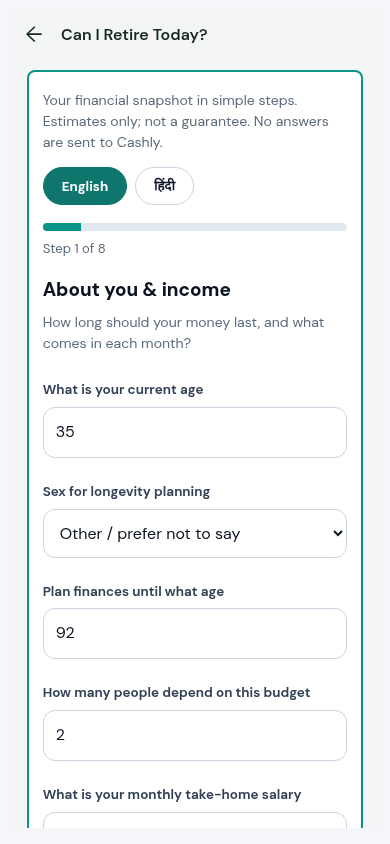 Can I Retire Today?
Your financial snapshot in simple steps.
Estimates only; not a guarantee. No answers
are sent to Cashly.
English
हिंदी
Step 1 of 8
About you & income
How long should your money last, and what
comes in each month?
What is your current age
35
Sex for longevity planning
Other / prefer not to say
Plan finances until what age
92
How many people depend on this budget
2
What is your monthly take-home salary